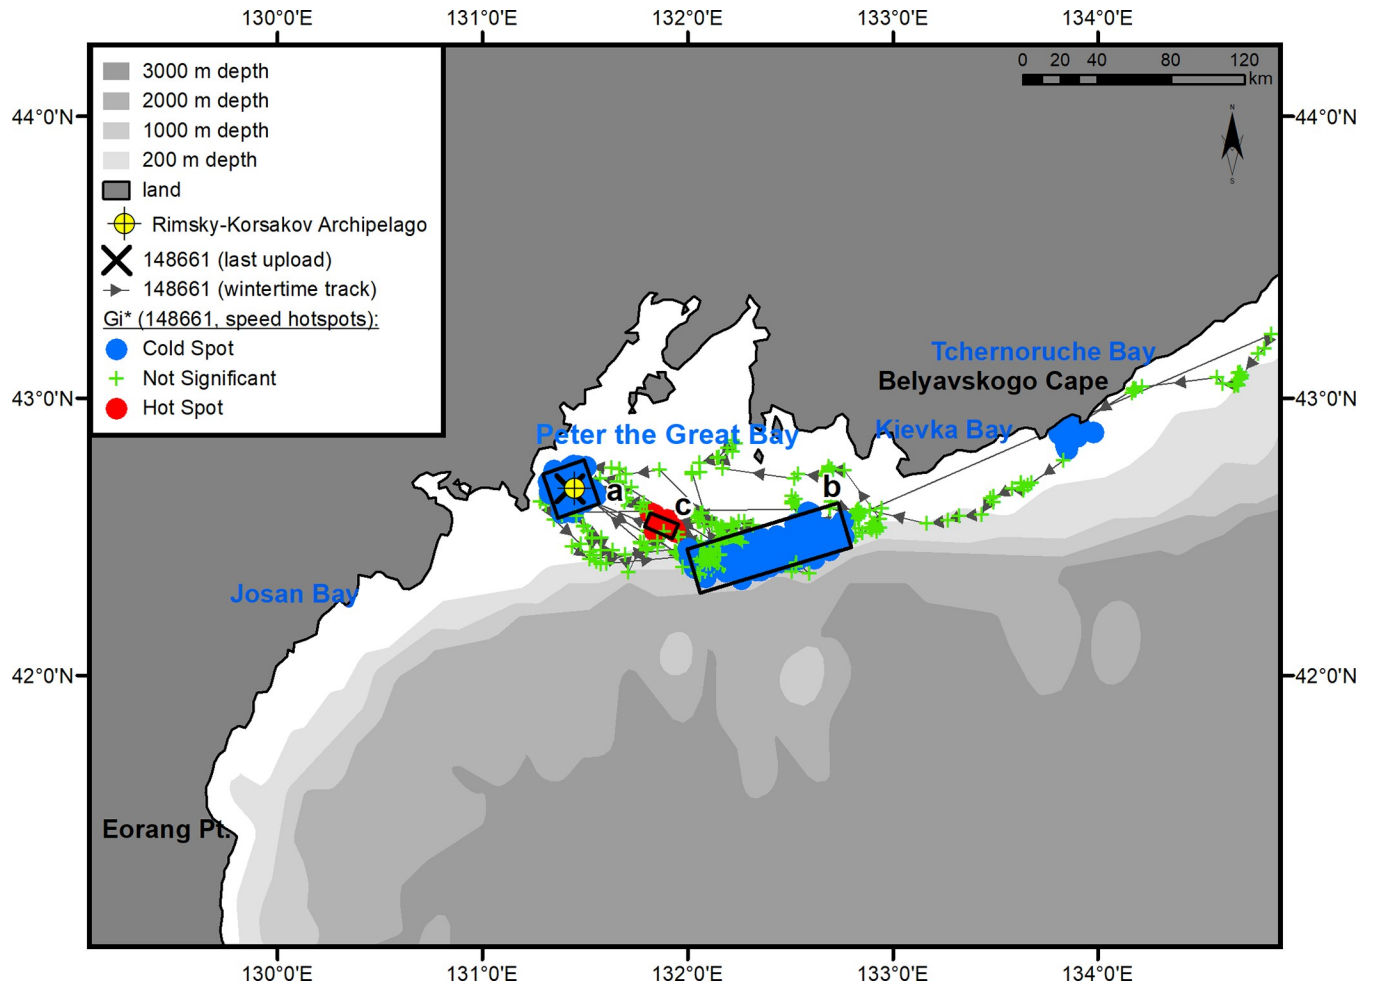 130°0'E 131°0'E 132°0'E 133°0'E 134°0'E
3000 m depth
2000 m depth
1000 m depth
200 m depth
land
Rimsky-Korsakov Archipelago
148661 (last upload)
148661 (wintertime track)
Gi* (148661, speed hotspots):
Cold Spot
Not Significant
Hot Spot
0 20 40 80 120
km
N
S
44°0'N 44°0'N
Tchernoruche Bay
Belyavskogo Cape
43°0'N 43°0'N
Peter the Great Bay Kievka Bay
a b
c
Josan Bay
42°0'N 42°0'N
Eorang Pt.
130°0'E 131°0'E 132°0'E 133°0'E 134°0'E